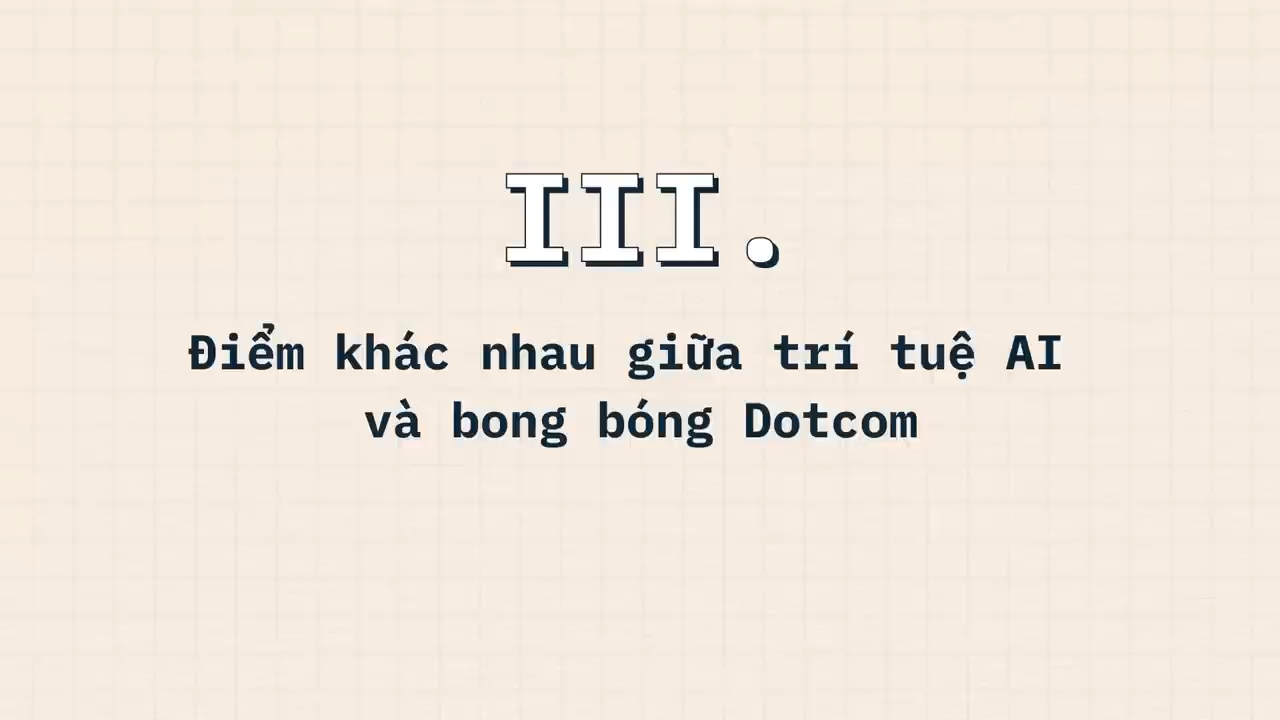 III.
Điểm khác nhau giữa trí tuệ AI
và bong bóng Dotcom